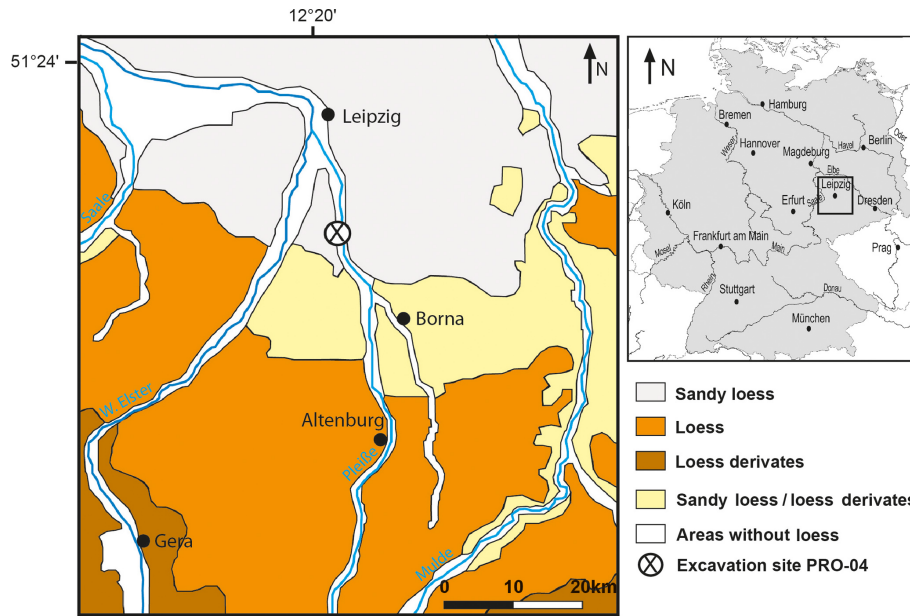 12°20'
51°24'
N
Leipzig
Saale
Borna
W. Elster
Altenburg
Pleiße
Gera
Mulde
0 10 20km
N
Hamburg
Bremen
Weser
Hannover
Havel
Berlin
Oder
Magdeburg
Elbe
Leipzig
Saale
Erfurt
Dresden
Köln
Frankfurt am Main
Main
Mosel
Rhein
Prag
Stuttgart
Donau
München
Sandy loess
Loess
Loess derivates
Sandy loess / loess derivates
Areas without loess
Excavation site PRO-04